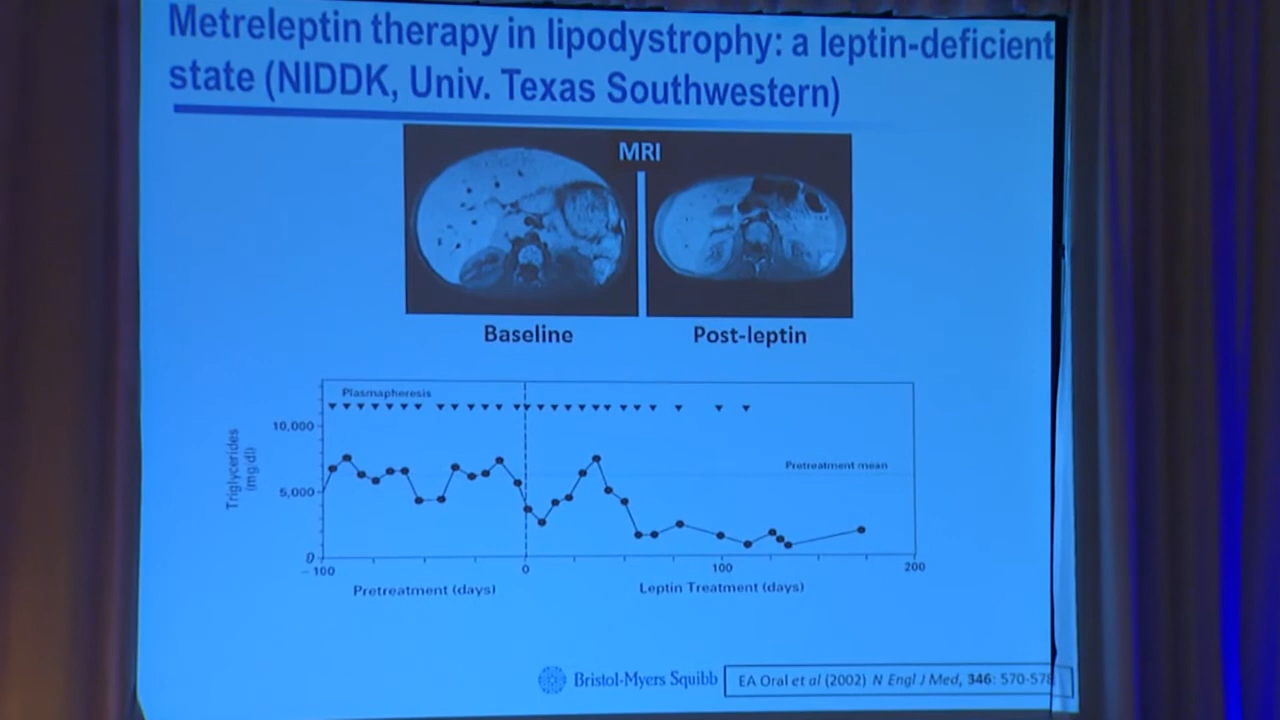 Metreleptin therapy in lipodystrophy: a leptin-deficient
state (NIDDK, Univ. Texas Southwestern)
MRI
Baseline
Post-leptin
Plasmapheresis
10,000
Triglycerides
(mg/dl)
Pretreatment mean
5,000
0
– 100
0
100
200
Pretreatment (days)
Leptin Treatment (days)
Bristol-Myers Squibb
EA Oral et al (2002) N Engl J Med, 346: 570-578